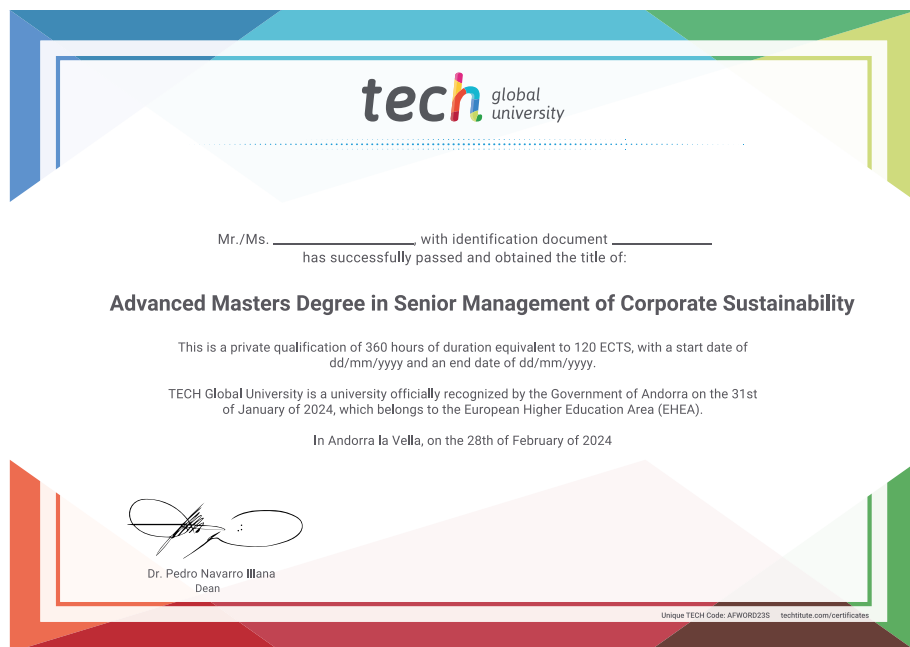 tech global
university
Mr./Ms. ____________, with identification document ____________
has successfully passed and obtained the title of:
Advanced Masters Degree in Senior Management of Corporate Sustainability
This is a private qualification of 360 hours of duration equivalent to 120 ECTS, with a start date of
dd/mm/yyyy and an end date of dd/mm/yyyy.
TECH Global University is a university officially recognized by the Government of Andorra on the 31st
of January of 2024, which belongs to the European Higher Education Area (EHEA).
In Andorra la Vella, on the 28th of February of 2024
Dr. Pedro Navarro Illana
Dean
Unique TECH Code: AFWORD23S techtitute.com/certificates